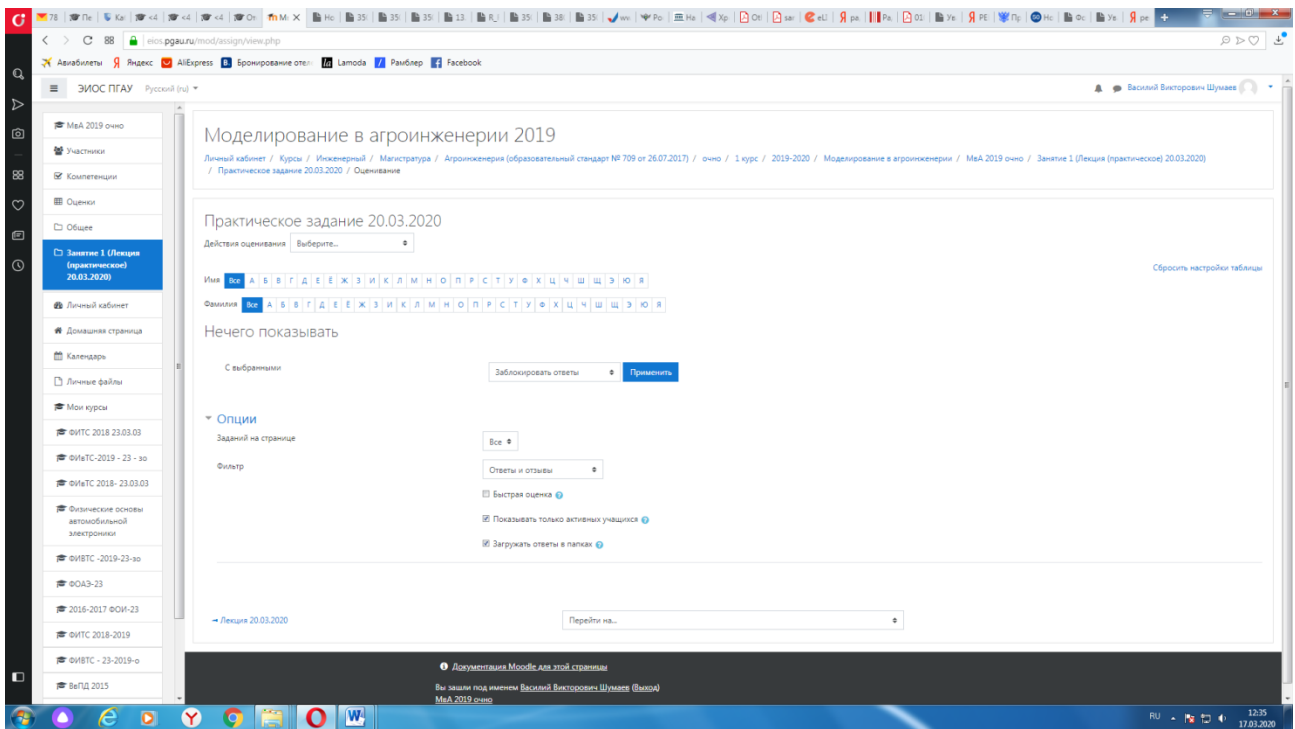 eios.pgau.ru/mod/assign/view.php
Авиабилеты Яндекс AliExpress Бронирование отел Lamoda Рамблер Facebook
ЭИОС ПГАУ Русский (ru)
Василий Викторович Шумаев
МвА 2019 очно
Участники
Компетенции
Оценки
Общее
Занятие 1 (Лекция
(практическое)
20.03.2020)
Личный кабинет
Домашняя страница
Календарь
Личные файлы
Мои курсы
ФИТС 2018 23.03.03
ФИвТС-2019 - 23 - зо
ФИеТС 2018- 23.03.03
Физические основы
автомобильной
электроники
ФИВТС -2019-23-зо
ФОАЭ-23
2016-2017 ФОИ-23
ФИТС 2018-2019
ФИВТС - 23-2019-о
ВеПД 2015
Моделирование в агроинженерии 2019
Личный кабинет / Курсы / Инженерный / Магистратура / Агроинженерия (образовательный стандарт № 709 от 26.07.2017) / очно / 1 курс / 2019-2020 / Моделирование в агроинженерии / МвА 2019 очно / Занятие 1 (Лекция (практическое) 20.03.2020)
/ Практическое задание 20.03.2020 / Оценивание
Практическое задание 20.03.2020
Действия оценивания Выберите...
Сбросить настройки таблицы
Имя Все А Б В Г Д Е Ё Ж З И К Л М Н О П Р С Т У Ф Х Ц Ч Ш Щ Э Ю Я
Фамилия Все А Б В Г Д Е Ё Ж З И К Л М Н О П Р С Т У Ф Х Ц Ч Ш Щ Э Ю Я
Нечего показывать
С выбранными Заблокировать ответы Применить
Опции
Заданий на странице Все
Фильтр Ответы и отзывы
Быстрая оценка
Показывать только активных учащихся
Загружать ответы в папках
→ Лекция 20.03.2020 Перейти на...
Документация Moodle для этой страницы
Вы зашли под именем Василий Викторович Шумаев (Выход)
МвА 2019 очно
RU 12:35
17.03.2020